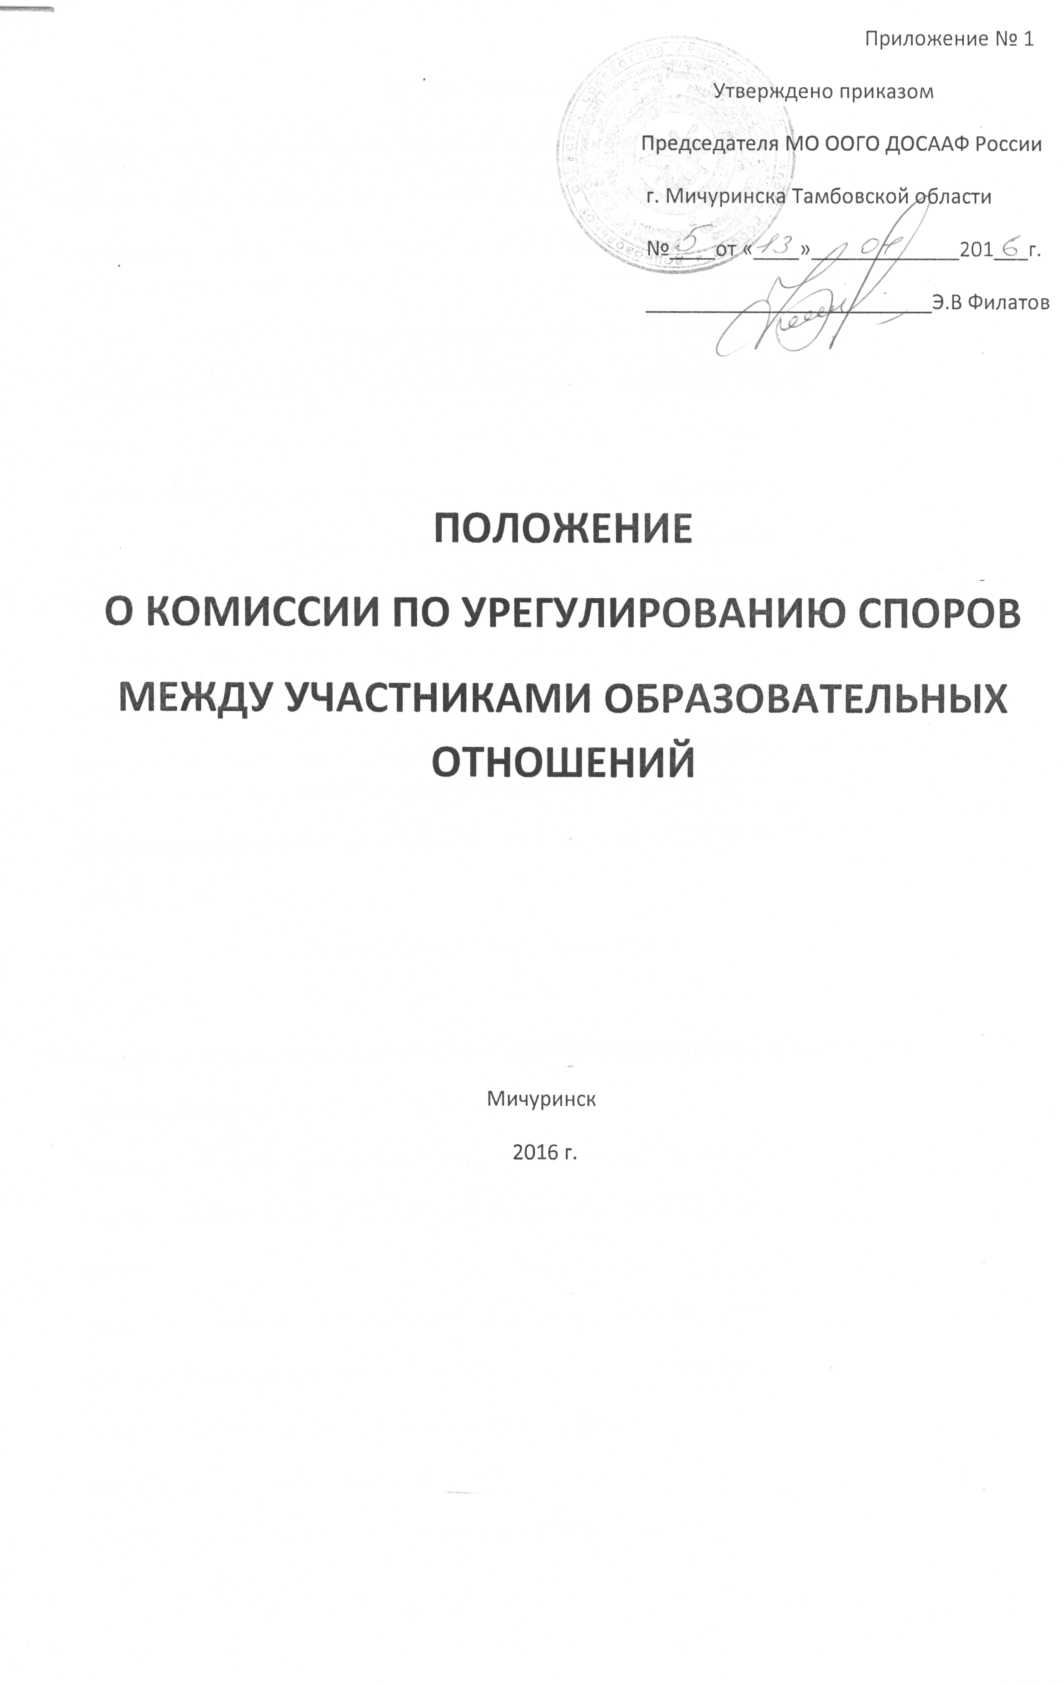 Приложение № 1
Утверждено приказом
Председателя МО ООГО ДОСААФ России
г. Мичуринска Тамбовской области
№ 5 от « 13 » 04 2016 г.
Э.В Филатов
ПОЛОЖЕНИЕ
О КОМИССИИ ПО УРЕГУЛИРОВАНИЮ СПОРОВ
МЕЖДУ УЧАСТНИКАМИ ОБРАЗОВАТЕЛЬНЫХ
ОТНОШЕНИЙ
Мичуринск
2016 г.